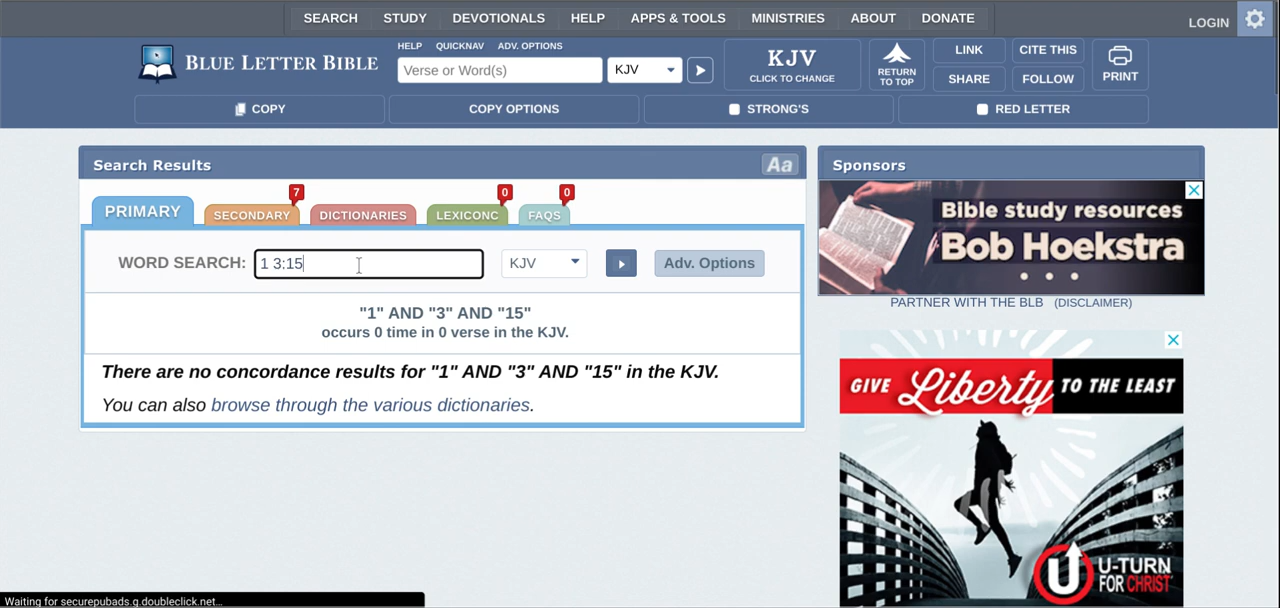 SEARCH STUDY DEVOTIONALS HELP APPS & TOOLS MINISTRIES ABOUT DONATE LOGIN
HELP QUICKNAV ADV. OPTIONS
BLUE LETTER BIBLE
Verse or Word(s) KJV
KJV
CLICK TO CHANGE
RETURN
TO TOP
LINK CITE THIS
SHARE FOLLOW
PRINT
COPY COPY OPTIONS STRONG'S RED LETTER
Search Results Aa
7 0 0
PRIMARY SECONDARY DICTIONARIES LEXICONC FAQS
WORD SEARCH: 1 3:15 KJV Adv. Options
"1" AND "3" AND "15"
occurs 0 time in 0 verse in the KJV.
There are no concordance results for "1" AND "3" AND "15" in the KJV.
You can also browse through the various dictionaries.
Sponsors
Bible study resources
Bob Hoekstra
PARTNER WITH THE BLB (DISCLAIMER)
GIVE Liberty TO THE LEAST
U U-TURN
FOR CHRIST
Waiting for securepubads.g.doubleclick.net...